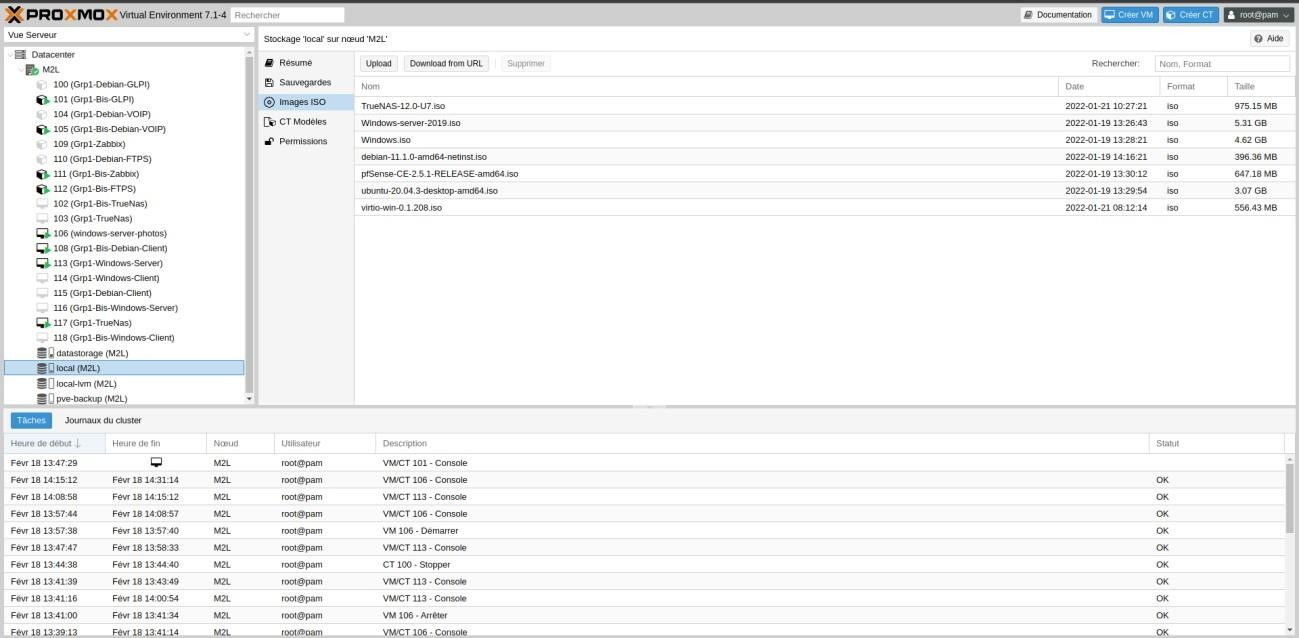 PROXMOX Virtual Environment 7.1-4 Rechercher Documentation Créer VM Créer CT root@pam
Vue Serveur
Datacenter
M2L
100 (Grp1-Debian-GLPI)
101 (Grp1-Bis-GLPI)
104 (Grp1-Debian-VOIP)
105 (Grp1-Bis-Debian-VOIP)
109 (Grp1-Zabbix)
110 (Grp1-Debian-FTPS)
111 (Grp1-Bis-Zabbix)
112 (Grp1-Bis-FTPS)
102 (Grp1-Bis-TrueNas)
103 (Grp1-TrueNas)
106 (windows-server-photos)
108 (Grp1-Bis-Debian-Client)
113 (Grp1-Windows-Server)
114 (Grp1-Windows-Client)
115 (Grp1-Debian-Client)
116 (Grp1-Bis-Windows-Server)
117 (Grp1-TrueNas)
118 (Grp1-Bis-Windows-Client)
datastorage (M2L)
local (M2L)
local-lvm (M2L)
pve-backup (M2L)
Stockage 'local' sur nœud 'M2L' Aide
Résumé
Sauvegardes
Images ISO
CT Modèles
Permissions
Upload Download from URL Supprimer Rechercher: Nom, Format
Nom Date Format Taille
TrueNAS-12.0-U7.iso 2022-01-21 10:27:21 iso 975.15 MB
Windows-server-2019.iso 2022-01-19 13:26:43 iso 5.31 GB
Windows.iso 2022-01-19 13:28:21 iso 4.62 GB
debian-11.1.0-amd64-netinst.iso 2022-01-19 14:16:21 iso 396.36 MB
pfSense-CE-2.5.1-RELEASE-amd64.iso 2022-01-19 13:30:12 iso 647.18 MB
ubuntu-20.04.3-desktop-amd64.iso 2022-01-19 13:29:54 iso 3.07 GB
virtio-win-0.1.208.iso 2022-01-21 08:12:14 iso 556.43 MB
Tâches Journaux du cluster
Heure de début Heure de fin Nœud Utilisateur Description Statut
Févr 18 13:47:29 M2L root@pam VM/CT 101 - Console
Févr 18 14:15:12 Févr 18 14:31:14 M2L root@pam VM/CT 106 - Console OK
Févr 18 14:08:58 Févr 18 14:15:12 M2L root@pam VM/CT 113 - Console OK
Févr 18 13:57:44 Févr 18 14:08:57 M2L root@pam VM/CT 106 - Console OK
Févr 18 13:57:38 Févr 18 13:57:40 M2L root@pam VM 106 - Démarrer OK
Févr 18 13:47:47 Févr 18 13:58:33 M2L root@pam VM/CT 113 - Console OK
Févr 18 13:44:38 Févr 18 13:44:40 M2L root@pam CT 100 - Stopper OK
Févr 18 13:41:39 Févr 18 13:43:49 M2L root@pam VM/CT 113 - Console OK
Févr 18 13:41:16 Févr 18 14:00:54 M2L root@pam VM/CT 113 - Console OK
Févr 18 13:41:00 Févr 18 13:41:34 M2L root@pam VM 106 - Arrêter OK
Févr 18 13:39:13 Févr 18 13:41:14 M2L root@pam VM/CT 106 - Console OK